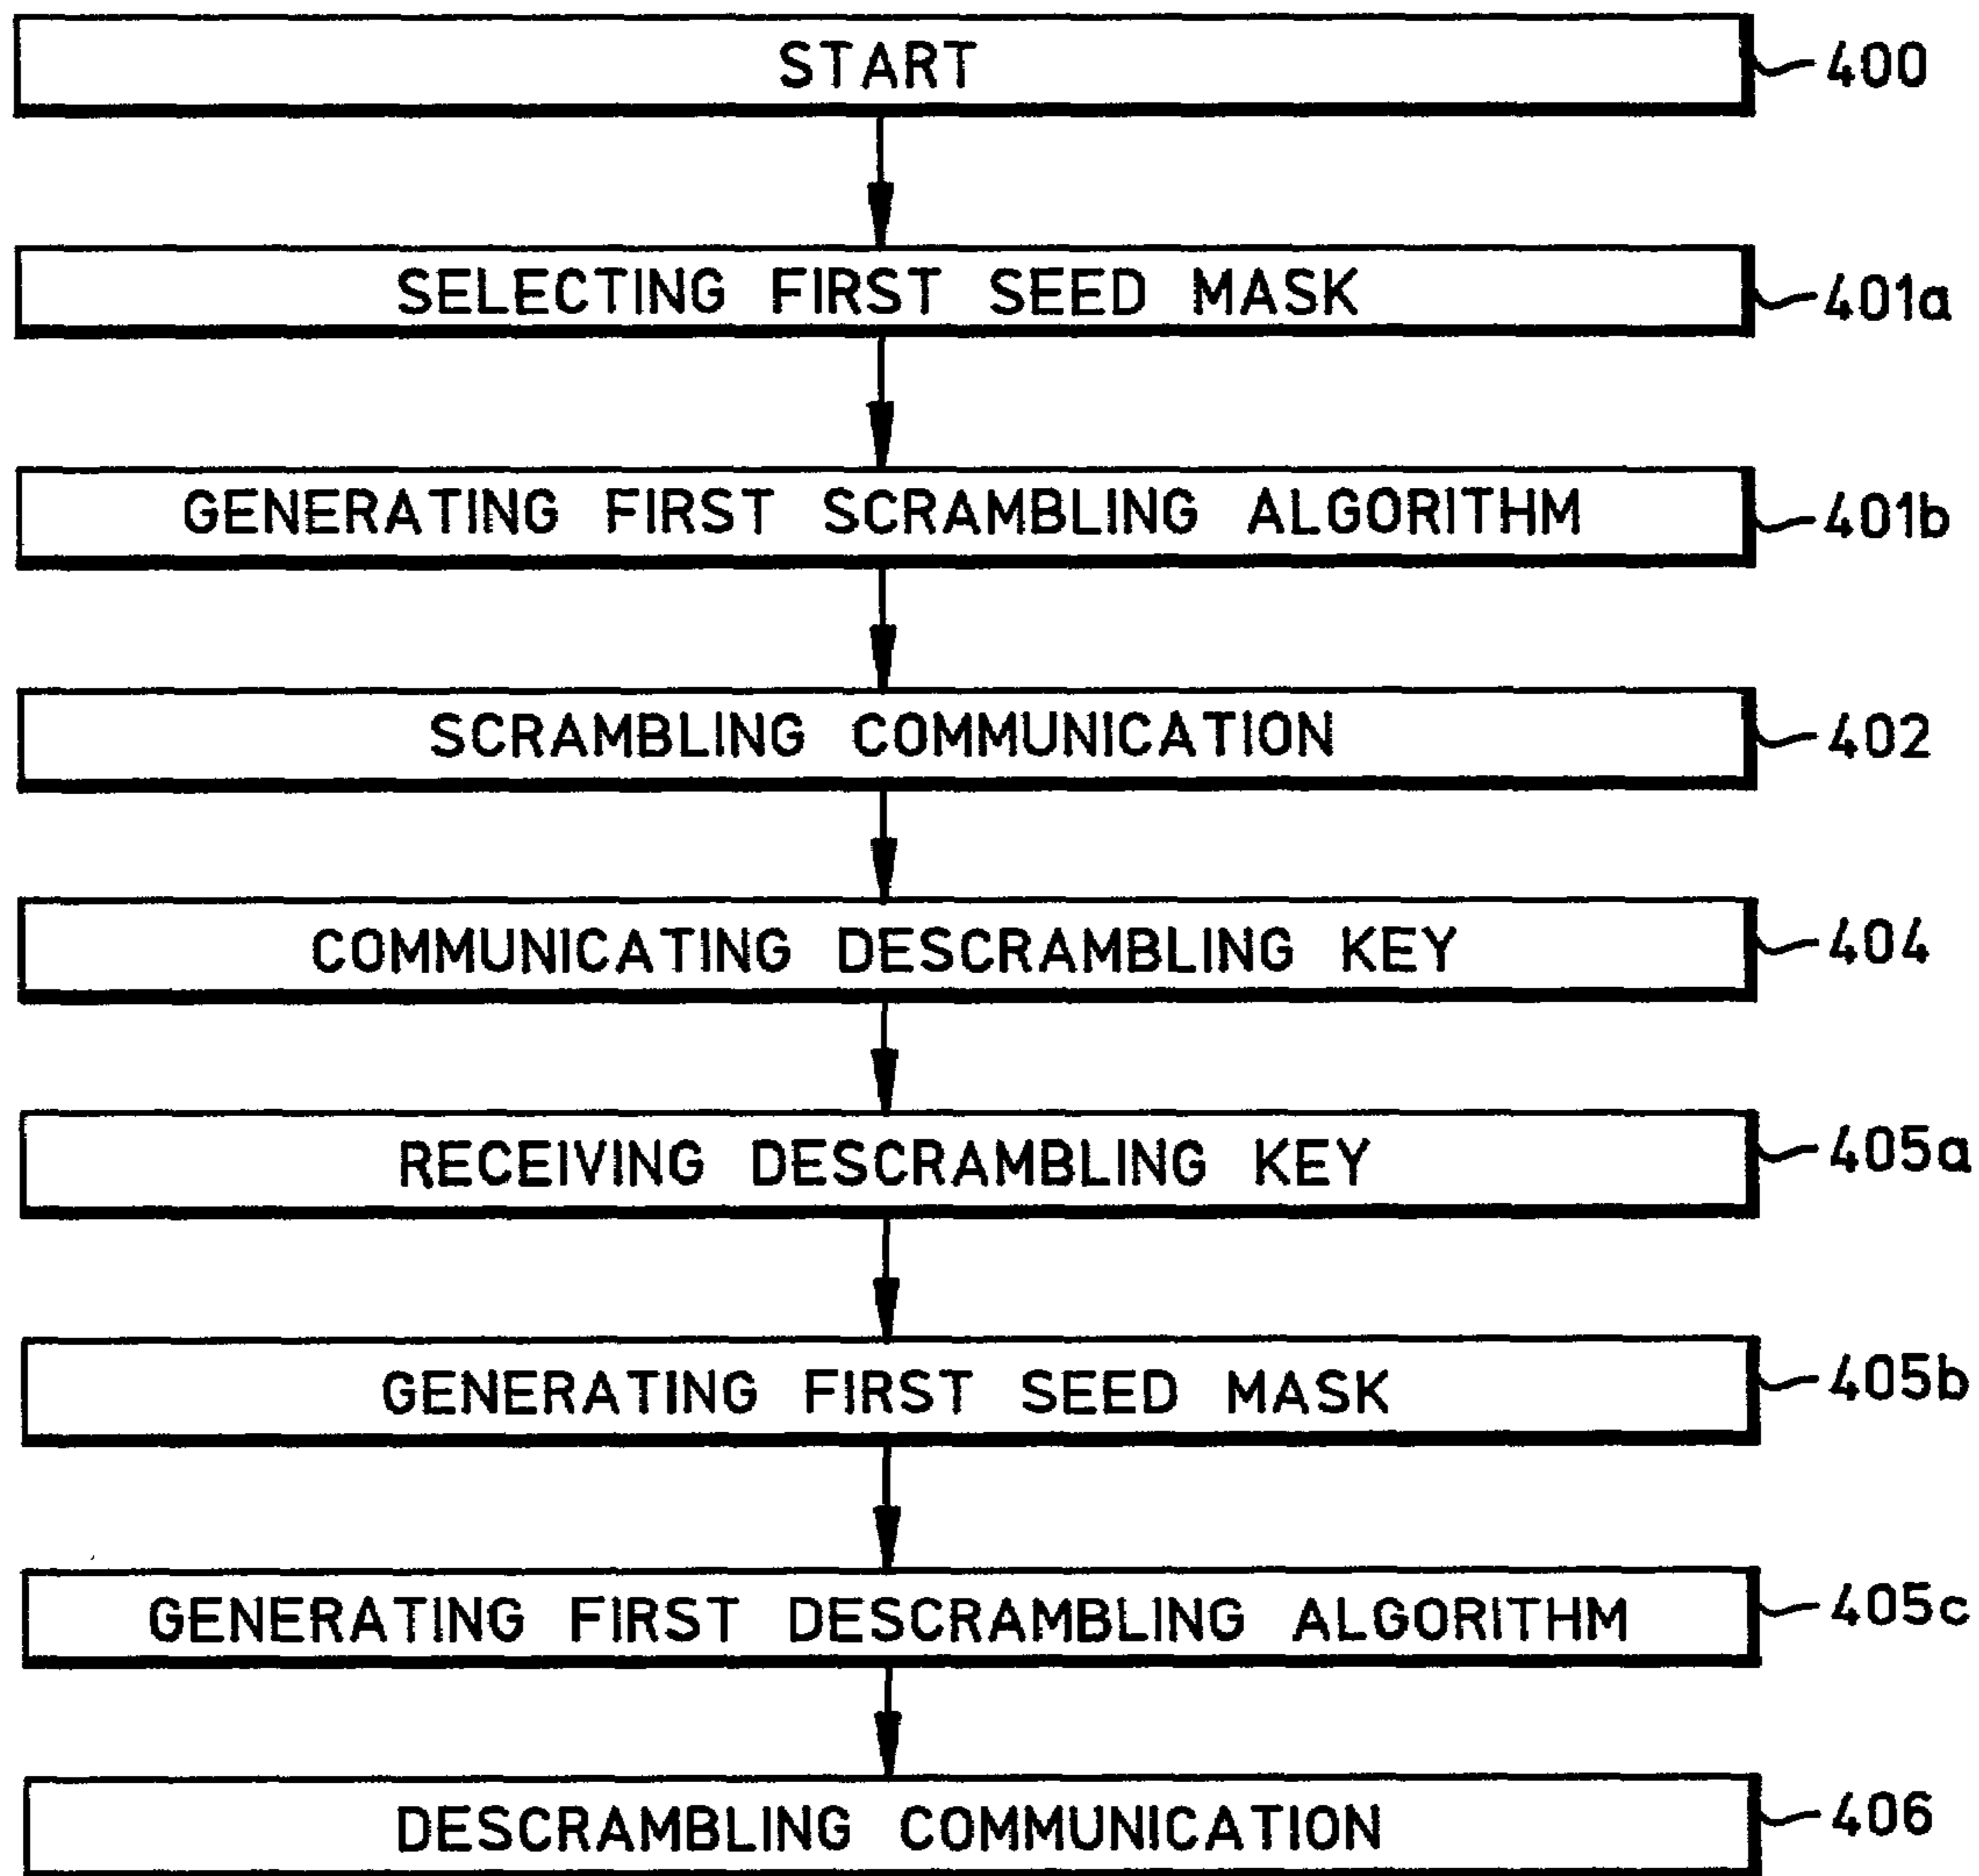 START 400
SELECTING FIRST SEED MASK 401a
GENERATING FIRST SCRAMBLING ALGORITHM 401b
SCRAMBLING COMMUNICATION 402
COMMUNICATING DESCRAMBLING KEY 404
RECEIVING DESCRAMBLING KEY 405a
GENERATING FIRST SEED MASK 405b
GENERATING FIRST DESCRAMBLING ALGORITHM 405c
DESCRAMBLING COMMUNICATION 406